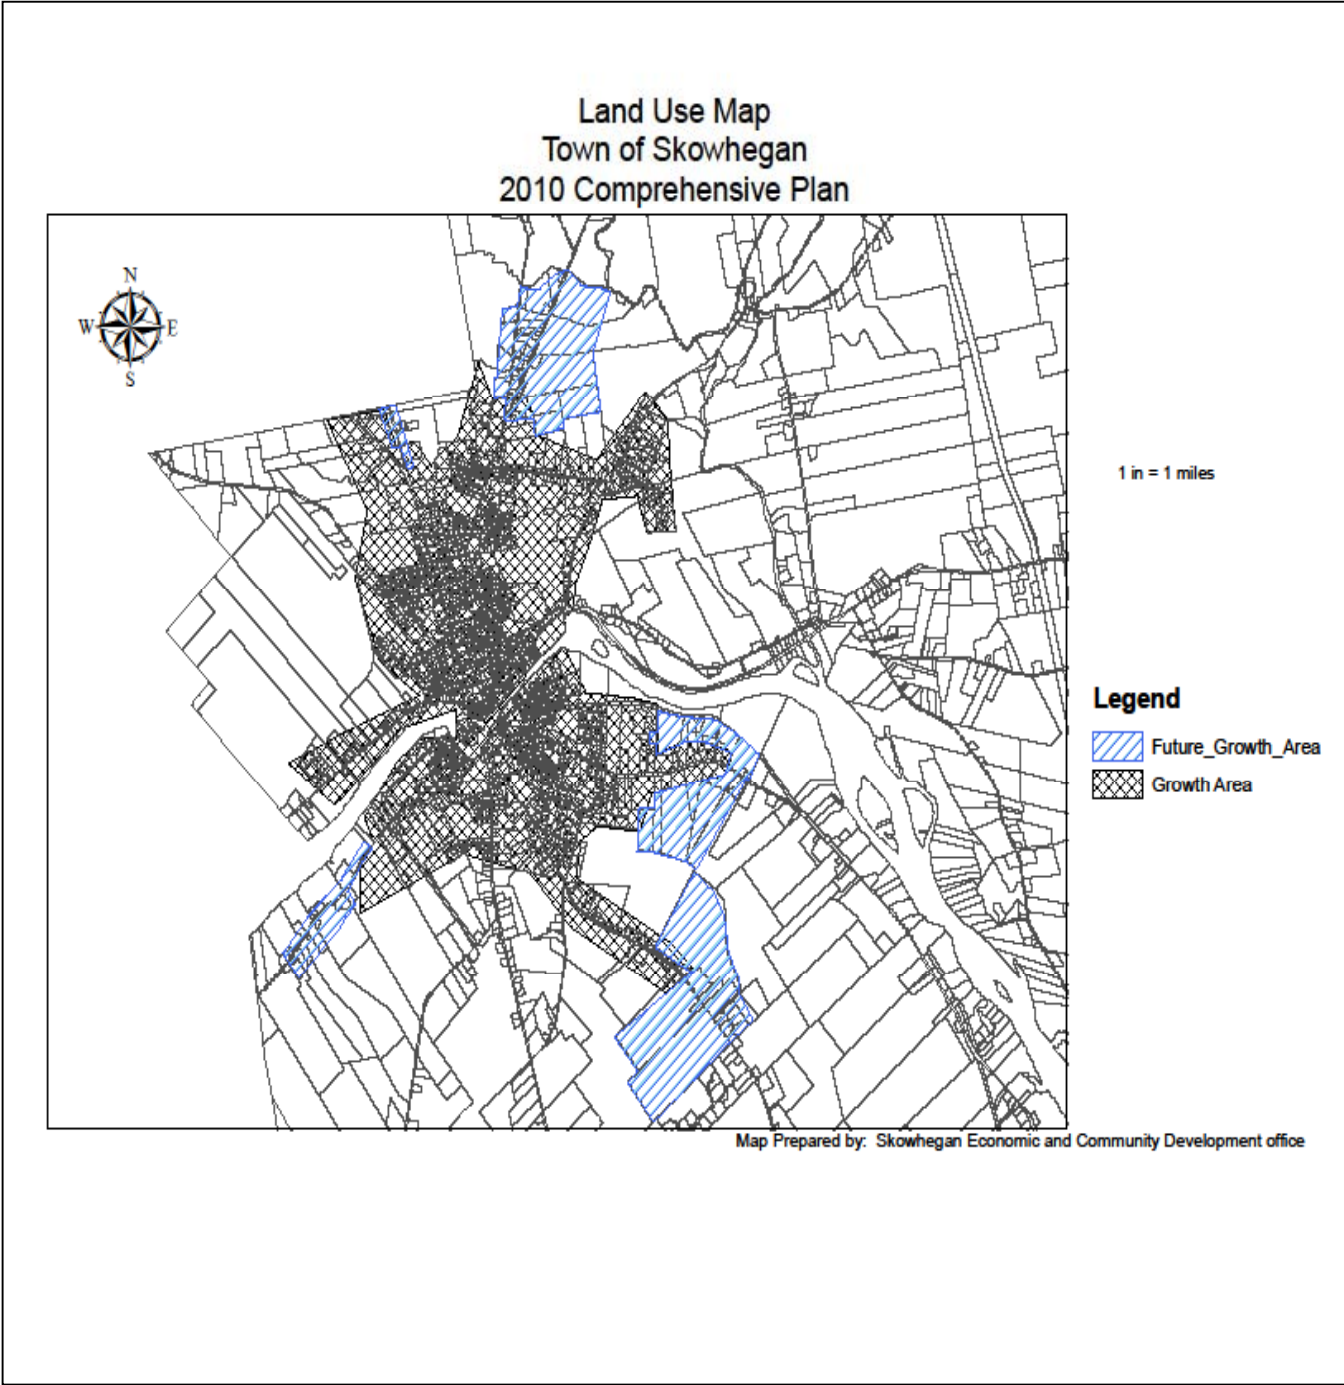 Land Use Map
Town of Skowhegan
2010 Comprehensive Plan
N
W E
S
1 in = 1 miles
Legend
Future_Growth_Area
Growth Area
Map Prepared by: Skowhegan Economic and Community Development office